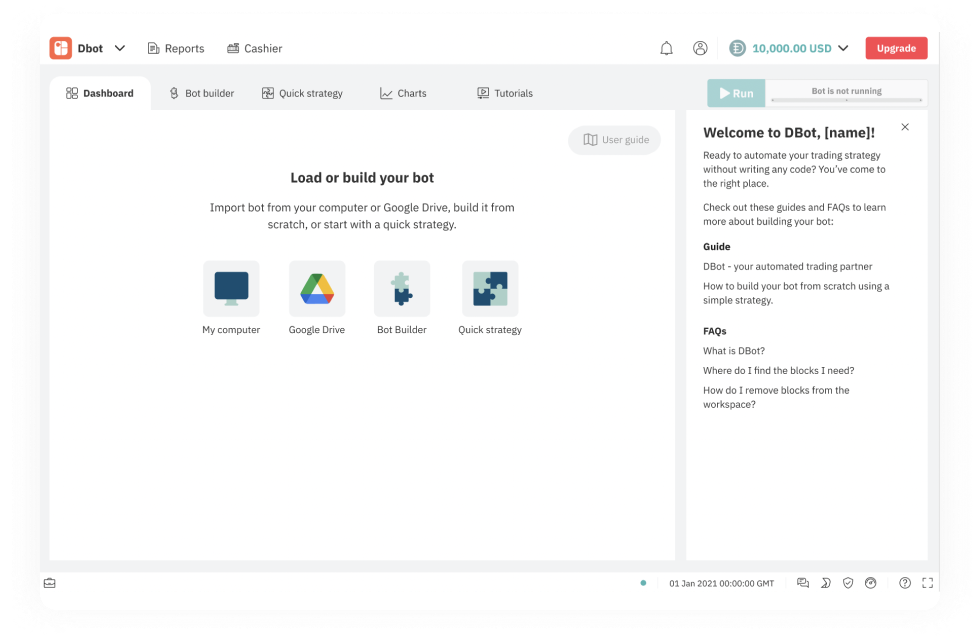 Dbot Reports Cashier 10,000.00 USD Upgrade
Dashboard Bot builder Quick strategy Charts Tutorials Run Bot is not running
User guide
Load or build your bot
Import bot from your computer or Google Drive, build it from
scratch, or start with a quick strategy.
My computer Google Drive Bot Builder Quick strategy
Welcome to DBot, [name]!
Ready to automate your trading strategy
without writing any code? You’ve come to
the right place.
Check out these guides and FAQs to learn
more about building your bot:
Guide
DBot - your automated trading partner
How to build your bot from scratch using a
simple strategy.
FAQs
What is DBot?
Where do I find the blocks I need?
How do I remove blocks from the
workspace?
01 Jan 2021 00:00:00 GMT